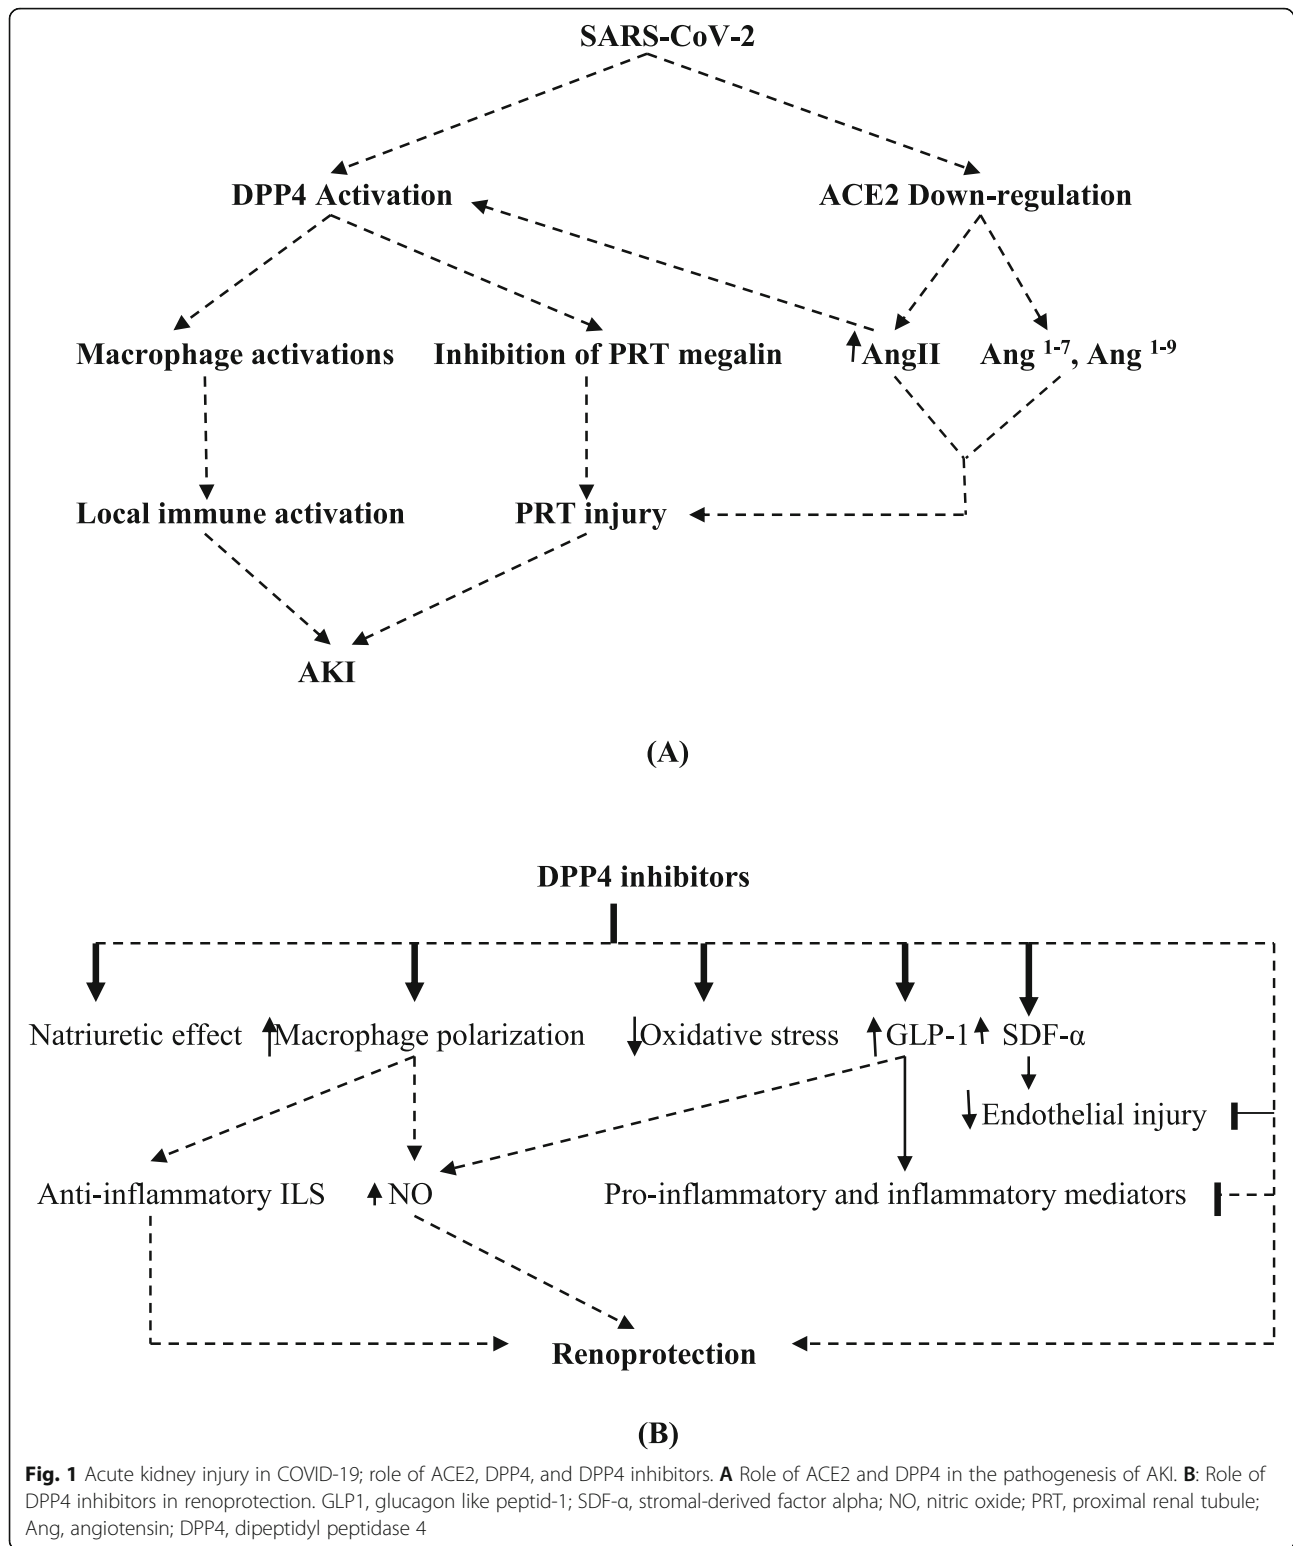 SARS-CoV-2
DPP4 Activation ACE2 Down-regulation
Macrophage activations Inhibition of PRT megalin ↑AngII Ang ¹⁻⁷, Ang ¹⁻⁹
Local immune activation PRT injury
AKI
(A)
DPP4 inhibitors
Natriuretic effect ↑Macrophage polarization ↓Oxidative stress ↑GLP-1 ↑ SDF-α
↓Endothelial injury
Anti-inflammatory ILS ↑NO Pro-inflammatory and inflammatory mediators
Renoprotection
(B)
Fig. 1 Acute kidney injury in COVID-19; role of ACE2, DPP4, and DPP4 inhibitors. A Role of ACE2 and DPP4 in the pathogenesis of AKI. B: Role of
DPP4 inhibitors in renoprotection. GLP1, glucagon like peptid-1; SDF-α, stromal-derived factor alpha; NO, nitric oxide; PRT, proximal renal tubule;
Ang, angiotensin; DPP4, dipeptidyl peptidase 4